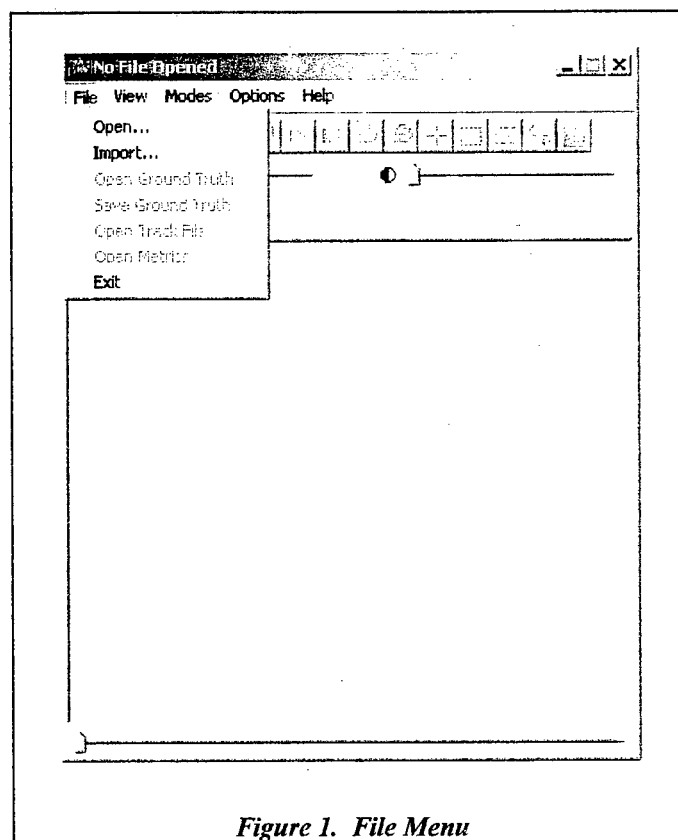 No File Opened
File View Modes Options Help
Open...
Import...
Open Ground Truth
Save Ground Truth
Open Track File
Open Metrics
Exit
Figure 1. File Menu